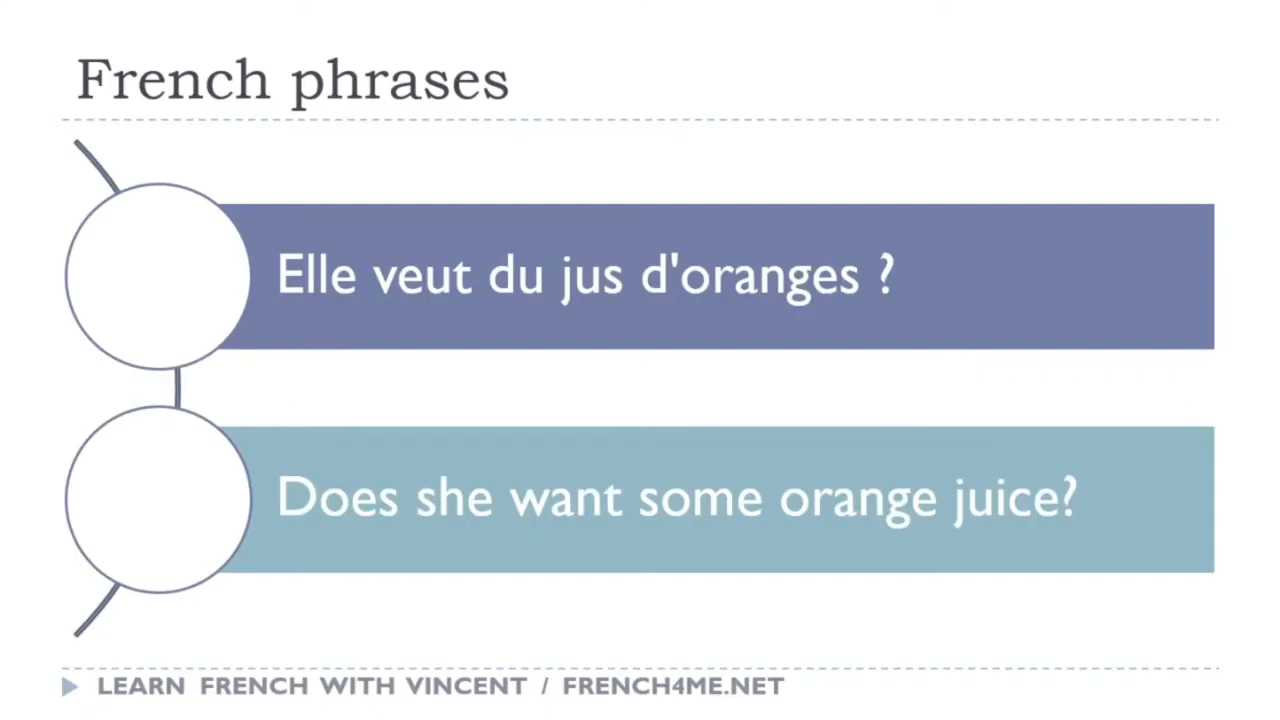 French phrases
Elle veut du jus d'oranges ?
Does she want some orange juice?
LEARN FRENCH WITH VINCENT / FRENCH4ME.NET